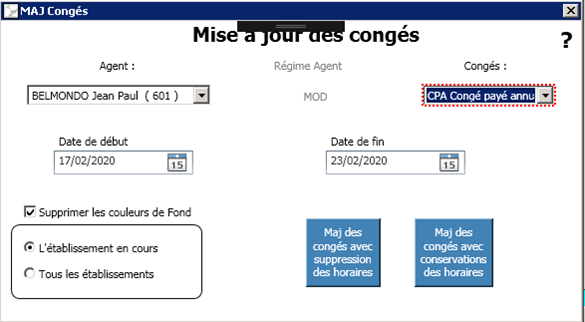 MAJ Congés
Mise à jour des congés
?
Agent :
Régime Agent
Congés :
BELMONDO Jean Paul ( 601 )
MOD
CPA Congé payé annu
Date de début
Date de fin
17/02/2020
15
23/02/2020
15
Supprimer les couleurs de Fond
L'établissement en cours
Tous les établissements
Maj des
congés avec
suppression
des horaires
Maj des
congés avec
conservations
des horaires